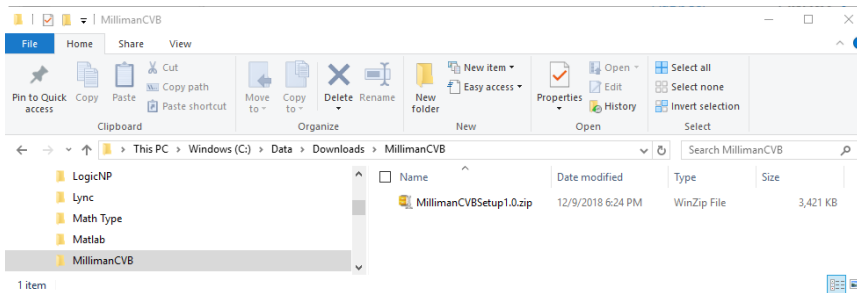 MillimanCVB
File Home Share View
Pin to Quick access
Copy
Paste
Cut
Copy path
Paste shortcut
Clipboard
Move to
Copy to
Delete
Rename
Organize
New folder
New item
Easy access
New
Properties
Open
Edit
History
Open
Select all
Select none
Invert selection
Select
This PC > Windows (C:) > Data > Downloads > MillimanCVB
Search MillimanCVB
LogicNP
Lync
Math Type
Matlab
MillimanCVB
Name Date modified Type Size
MillimanCVBSetup1.0.zip 12/9/2018 6:24 PM WinZip File 3,421 KB
1 item